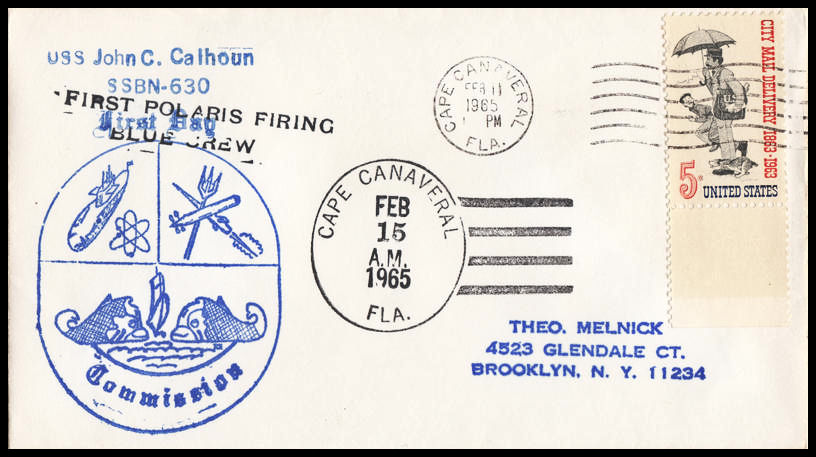 USS John C. Calhoun
SSBN-630
FIRST POLARIS FIRING
First Day
BLUE CREW
Commission
CAPE CANAVERAL
FEB 11
1965
PM
FLA.
CAPE CANAVERAL
FEB
15
A.M.
1965
FLA.
CITY MAIL DELIVERY 1863-1963
5¢
UNITED STATES
THEO. MELNICK
4523 GLENDALE CT.
BROOKLYN, N. Y. 11234